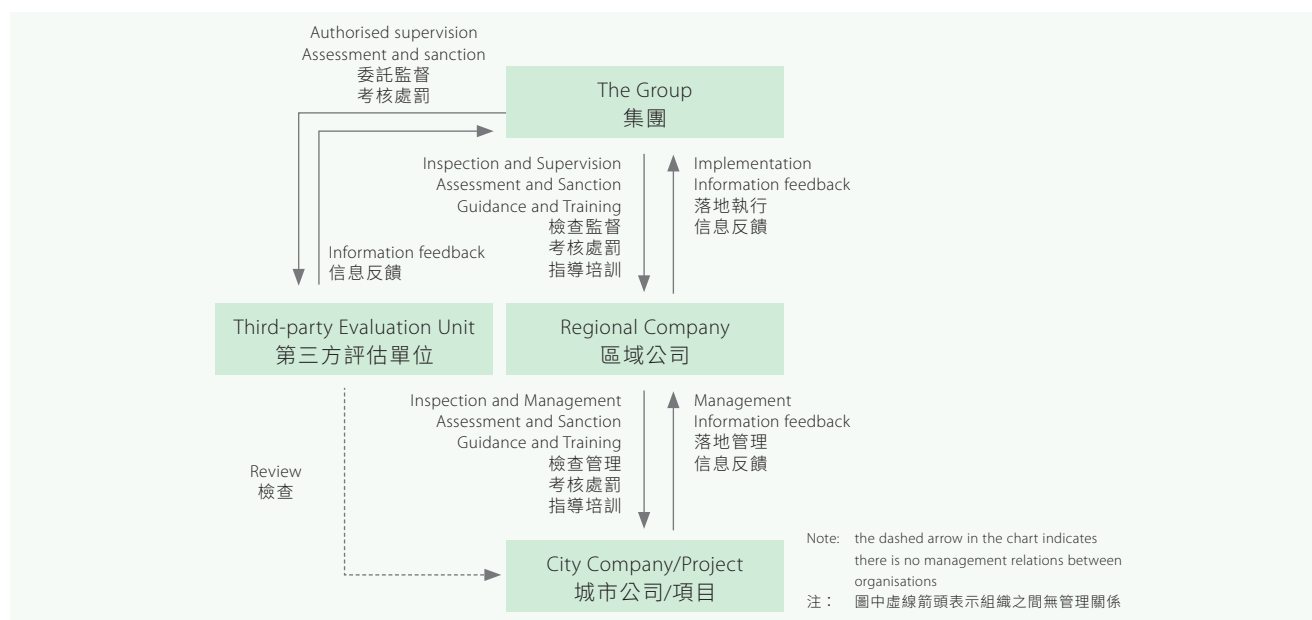 Authorised supervision
Assessment and sanction
委託監督
考核處罰
The Group
集團
Inspection and Supervision
Assessment and Sanction
Guidance and Training
檢查監督
考核處罰
指導培訓
Implementation
Information feedback
落地執行
信息反饋
Information feedback
信息反饋
Third-party Evaluation Unit
第三方評估單位
Regional Company
區域公司
Inspection and Management
Assessment and Sanction
Guidance and Training
檢查管理
考核處罰
指導培訓
Management
Information feedback
落地管理
信息反饋
Review
檢查
City Company/Project
城市公司/項目
Note: the dashed arrow in the chart indicates
there is no management relations between
organisations
注： 圖中虛線箭頭表示組織之間無管理關係